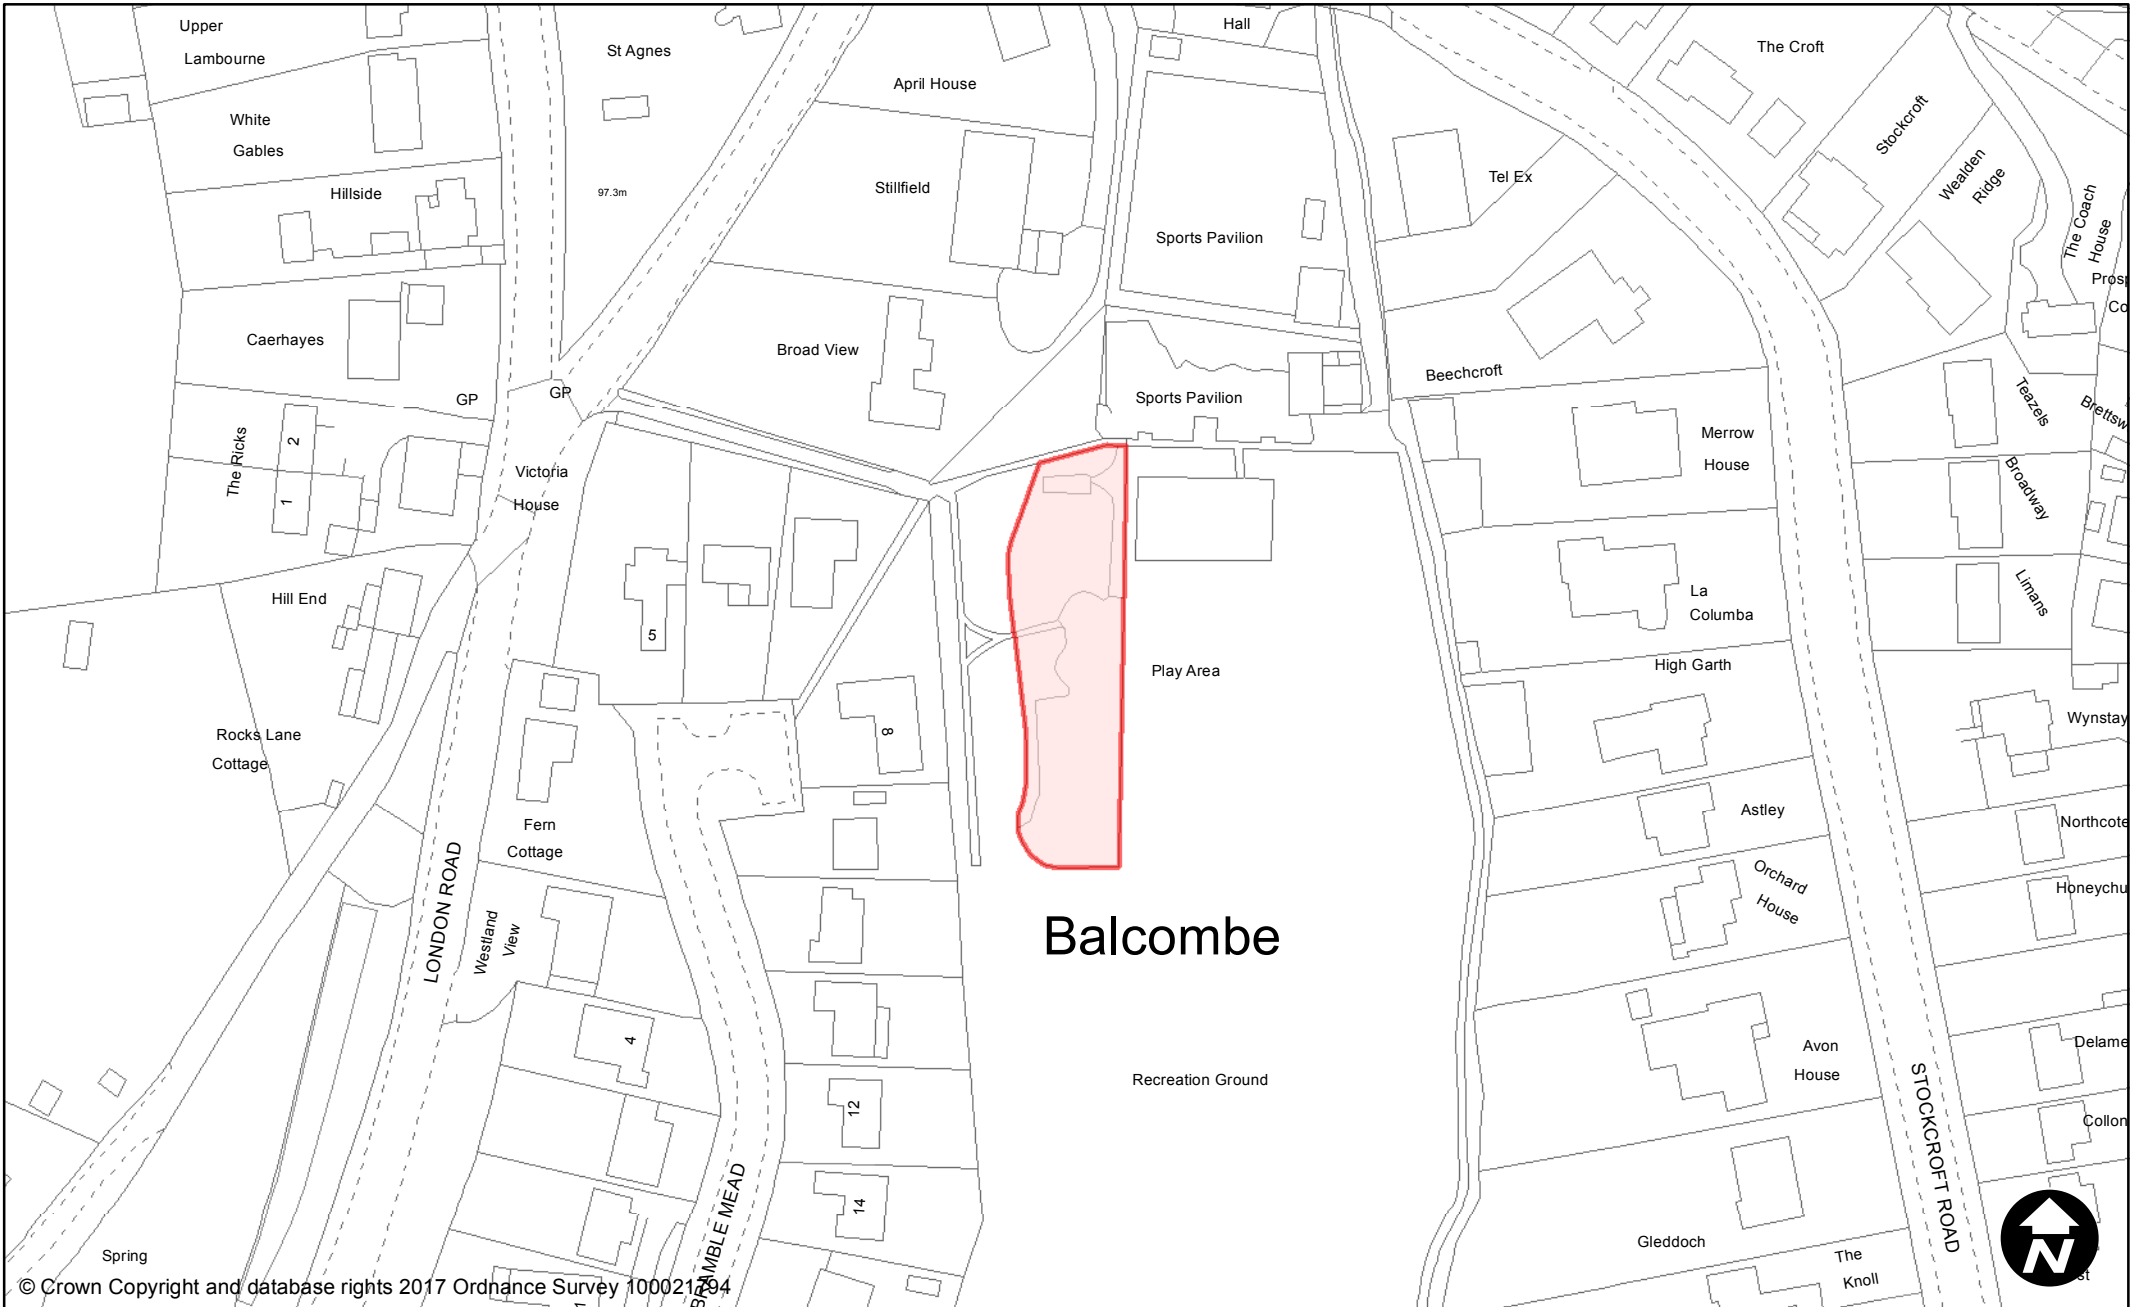 Upper
Lambourne
St Agnes
Hall
The Croft
April House
White
Gables
Stockcroft
Hillside
97.3m
Stillfield
Tel Ex
Wealden
Ridge
The Coach
House
Sports Pavilion
Caerhayes
Broad View
Beechcroft
GP
GP
Sports Pavilion
Teazels
The Ricks
2
1
Victoria
House
Merrow
House
Broadway
Hill End
5
La
Columba
Limans
Play Area
High Garth
Rocks Lane
Cottage
8
Wynstay
Fern
Cottage
Astley
Northcote
LONDON ROAD
Westland
View
Balcombe
Orchard
House
4
Avon
House
Recreation Ground
12
14
BRAMBLE MEAD
STOCKCROFT ROAD
Spring
Gleddoch
The
Knoll
N
1
© Crown Copyright and database rights 2017 Ordnance Survey 100021794